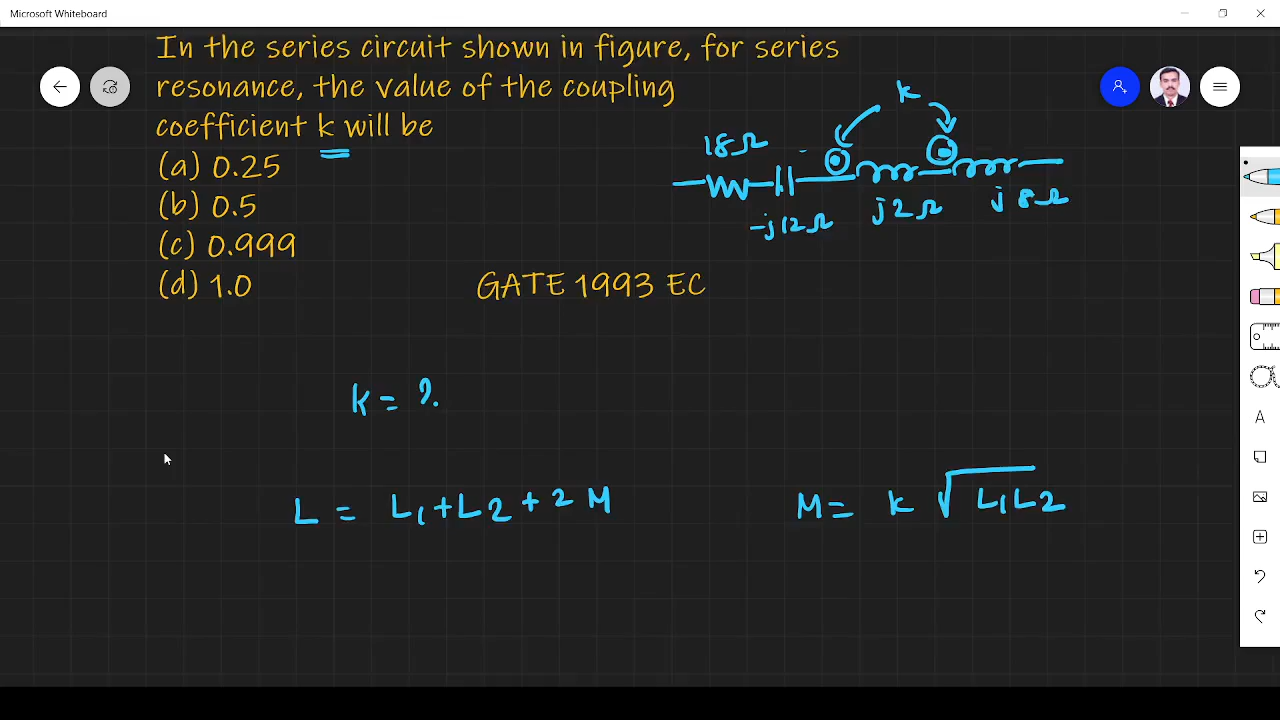 Microsoft Whiteboard
In the series circuit shown in figure, for series
resonance, the value of the coupling
coefficient k will be
(a) 0.25
(b) 0.5
(c) 0.999
(d) 1.0
GATE 1993 EC
k
18Ω
-j12Ω
j2Ω
j8Ω
k = ?.
L = L₁+L2+2M
M = k √L₁L2
A